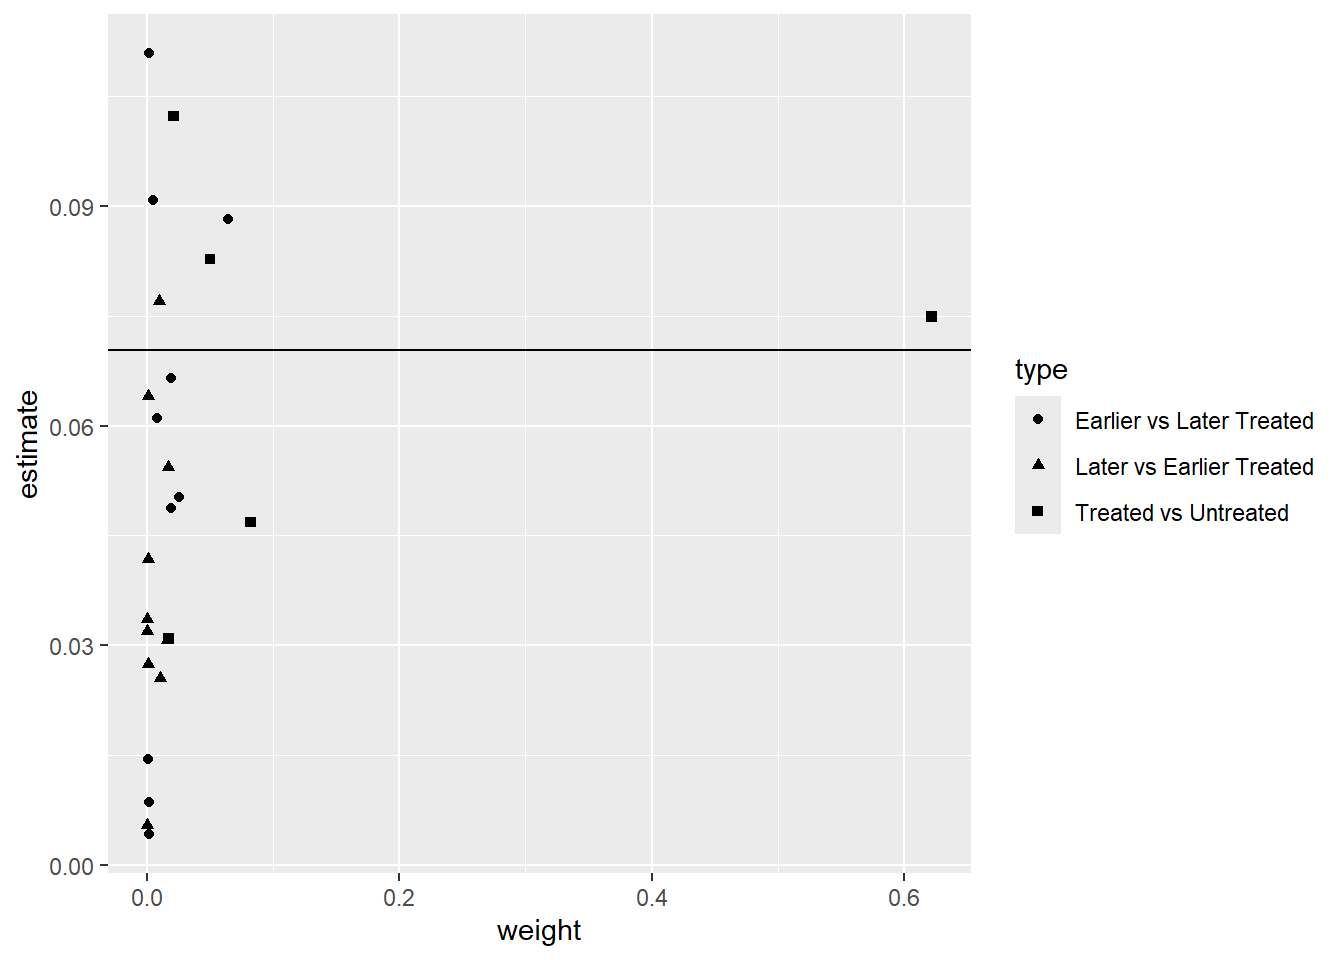 0.09
0.06
0.03
0.00
estimate
0.0
0.2
0.4
0.6
weight
type
Earlier vs Later Treated
Later vs Earlier Treated
Treated vs Untreated